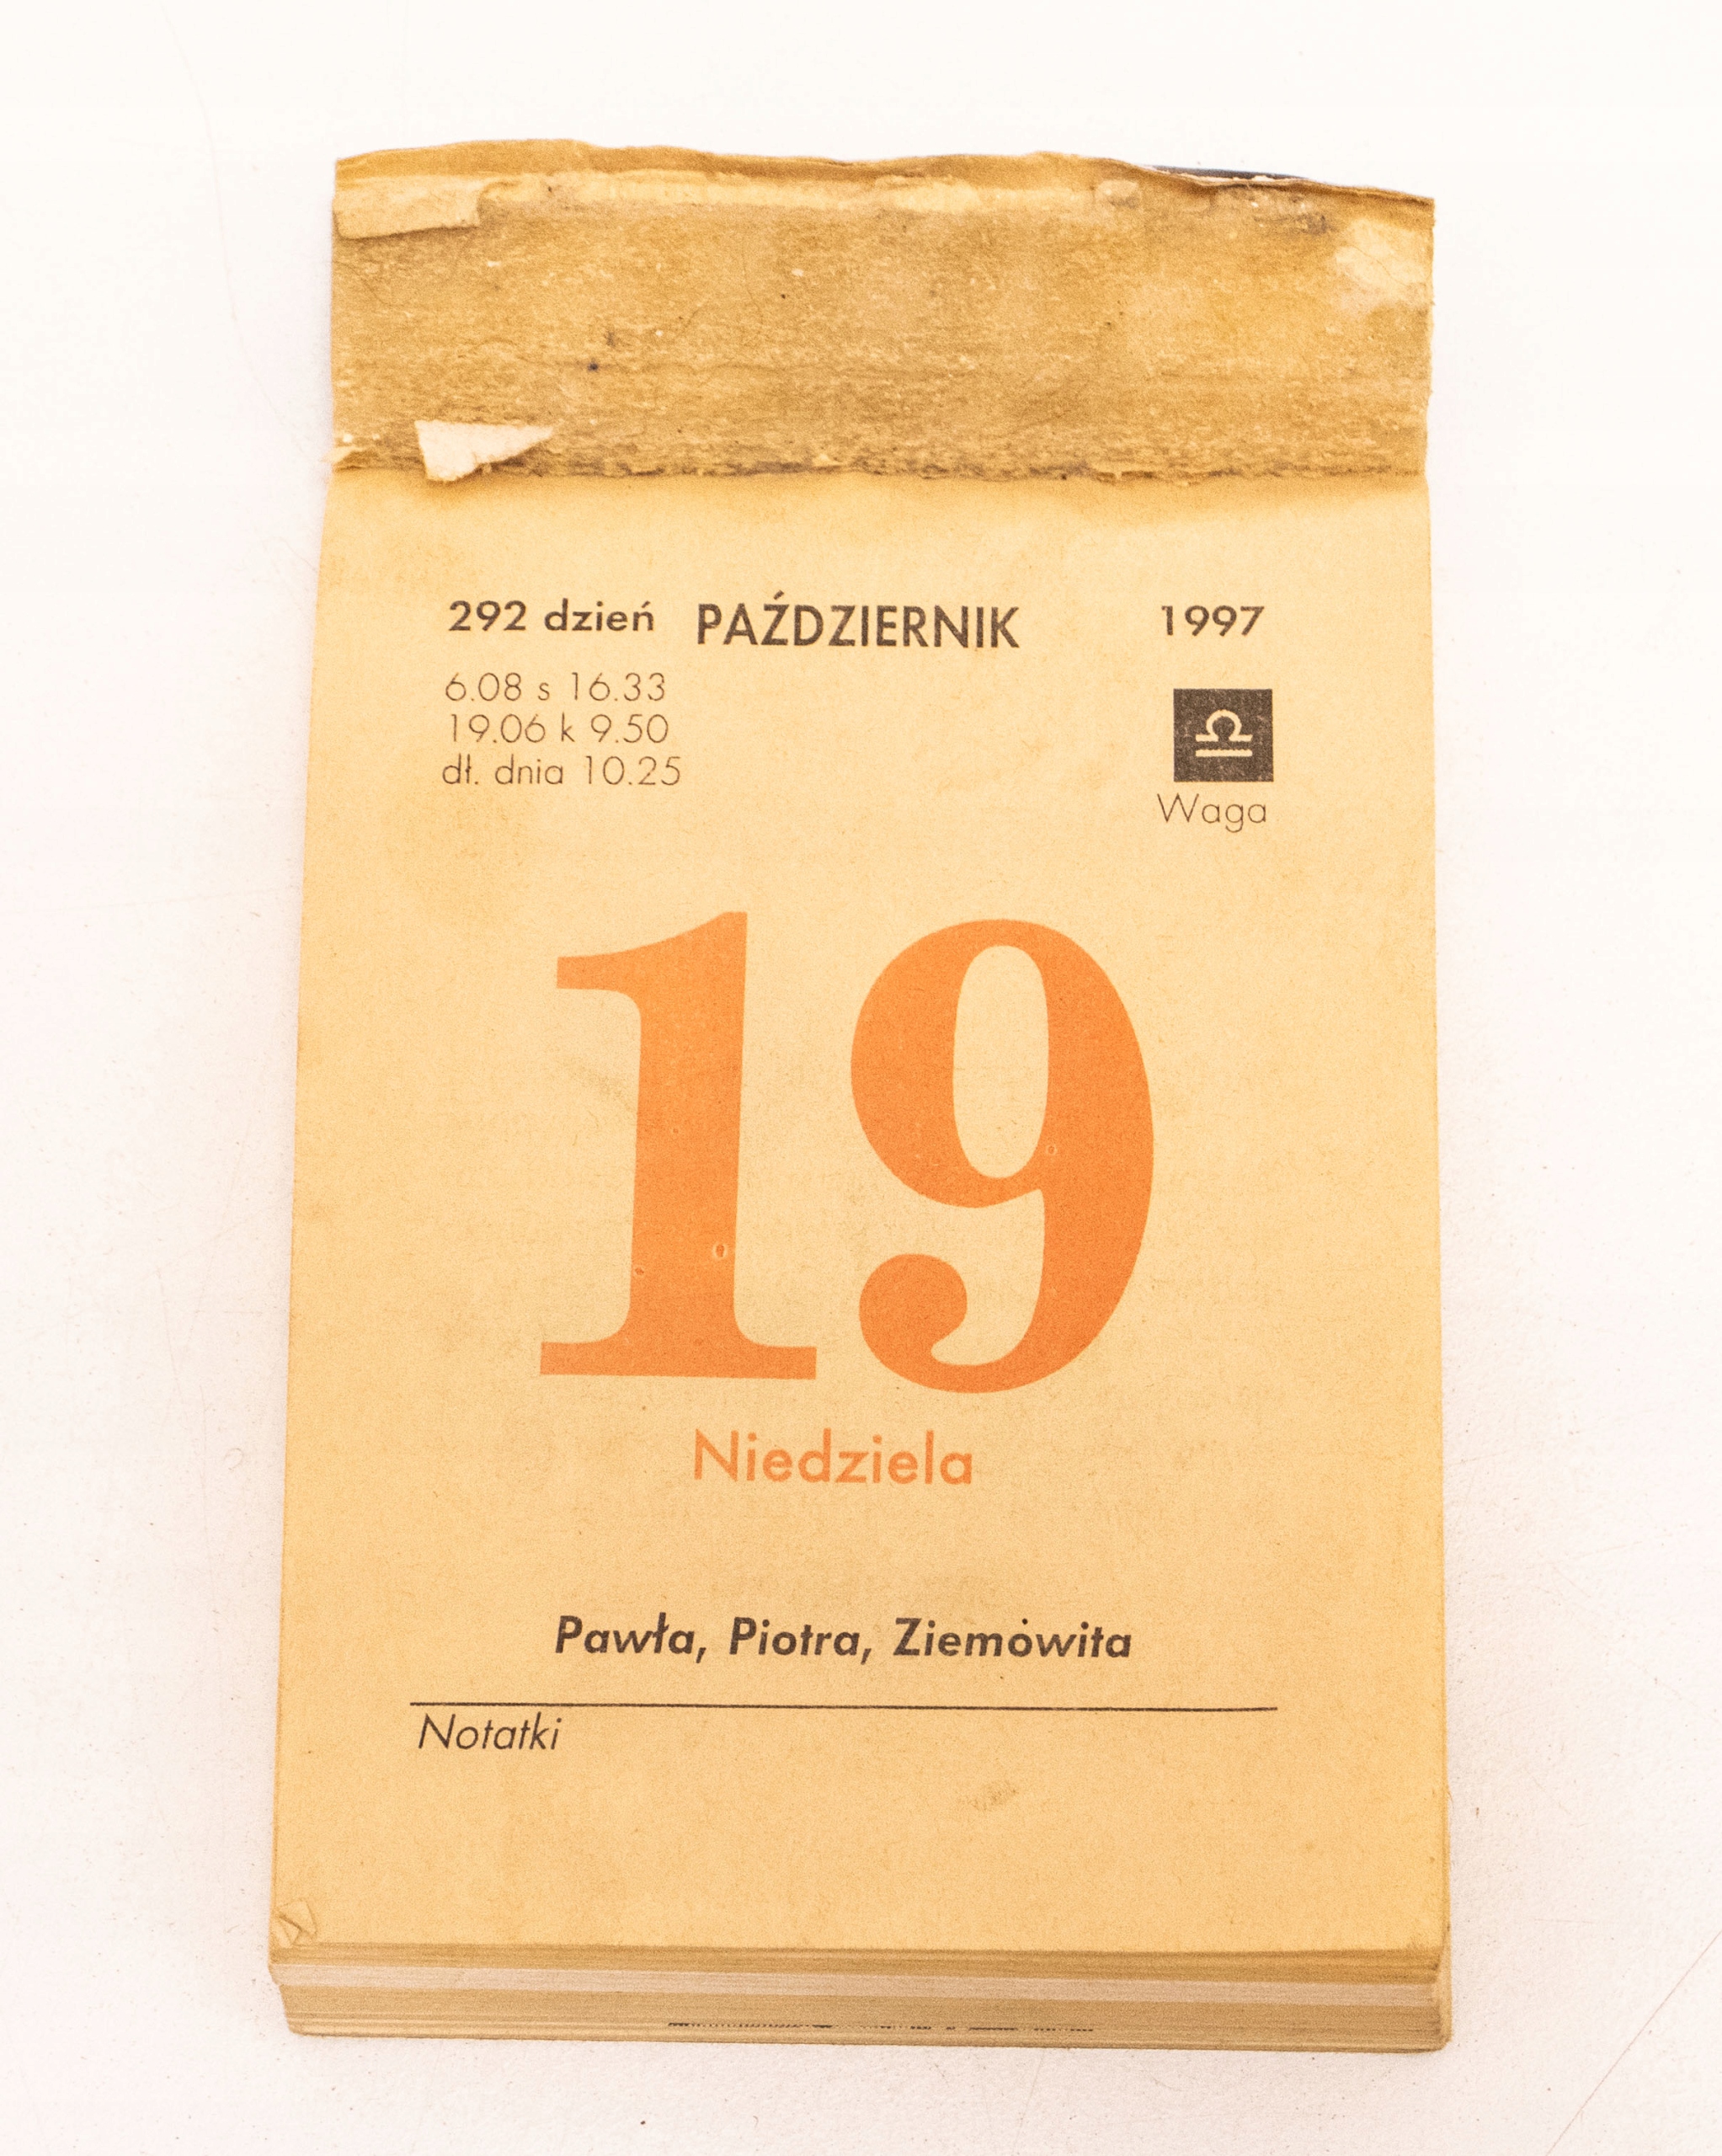 292 dzień PAŹDZIERNIK 1997
6.08 s 16.33
19.06 k 9.50
dł. dnia 10.25
Waga
19
Niedziela
Pawła, Piotra, Ziemowita
Notatki